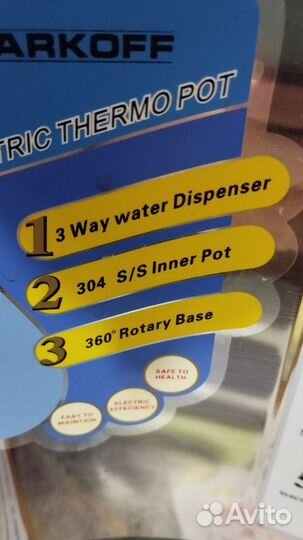 ARKOFF
TRIC THERMO POT
1 3 Way water Dispenser
2 304 S/S Inner Pot
3 360° Rotary Base
SAFE TO
HEALTH
ELECTRIC
EFFECIENCY
EASY TO
MAINTAIN
Avito